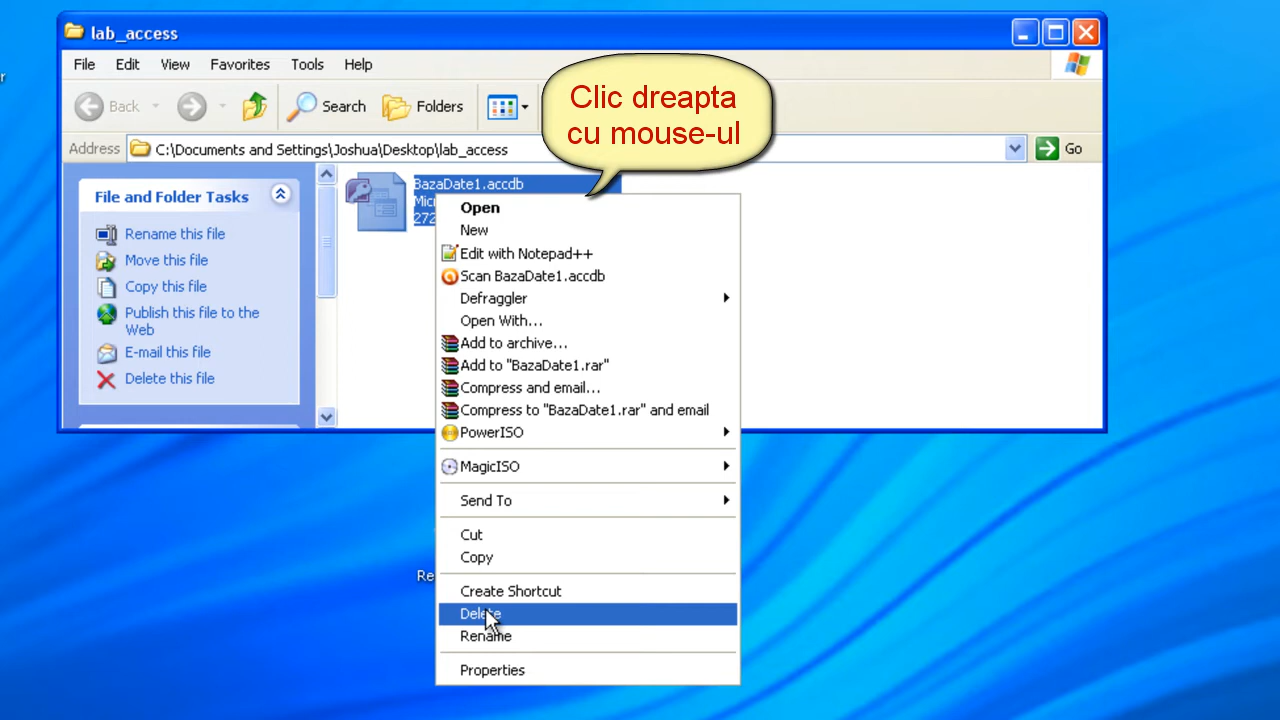 r
lab_access
File Edit View Favorites Tools Help
Back Search Folders
Clic dreapta
cu mouse-ul
Address C:\Documents and Settings\Joshua\Desktop\lab_access Go
File and Folder Tasks
Rename this file
Move this file
Copy this file
Publish this file to the
Web
E-mail this file
Delete this file
BazaDate1.accdb
Mic
272
Open
New
Edit with Notepad++
Scan BazaDate1.accdb
Defraggler
Open With...
Add to archive...
Add to "BazaDate1.rar"
Compress and email...
Compress to "BazaDate1.rar" and email
PowerISO
MagicISO
Send To
Cut
Copy
Create Shortcut
Delete
Rename
Properties
Re